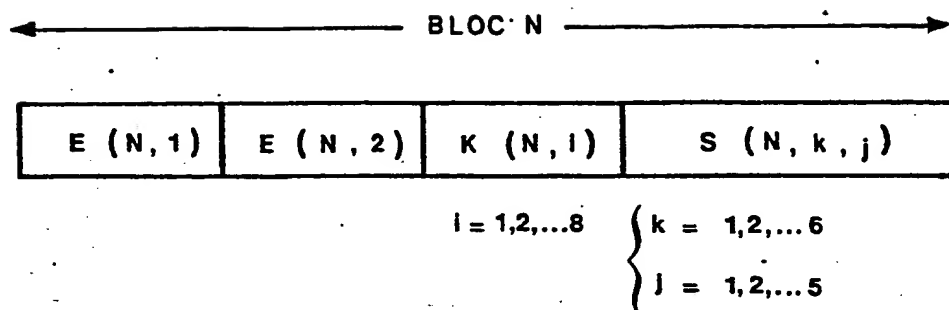 BLOC N
E (N,1) E (N,2) K (N,i) S (N,k,j)
i = 1,2,...8 k = 1,2,...6
j = 1,2,...5